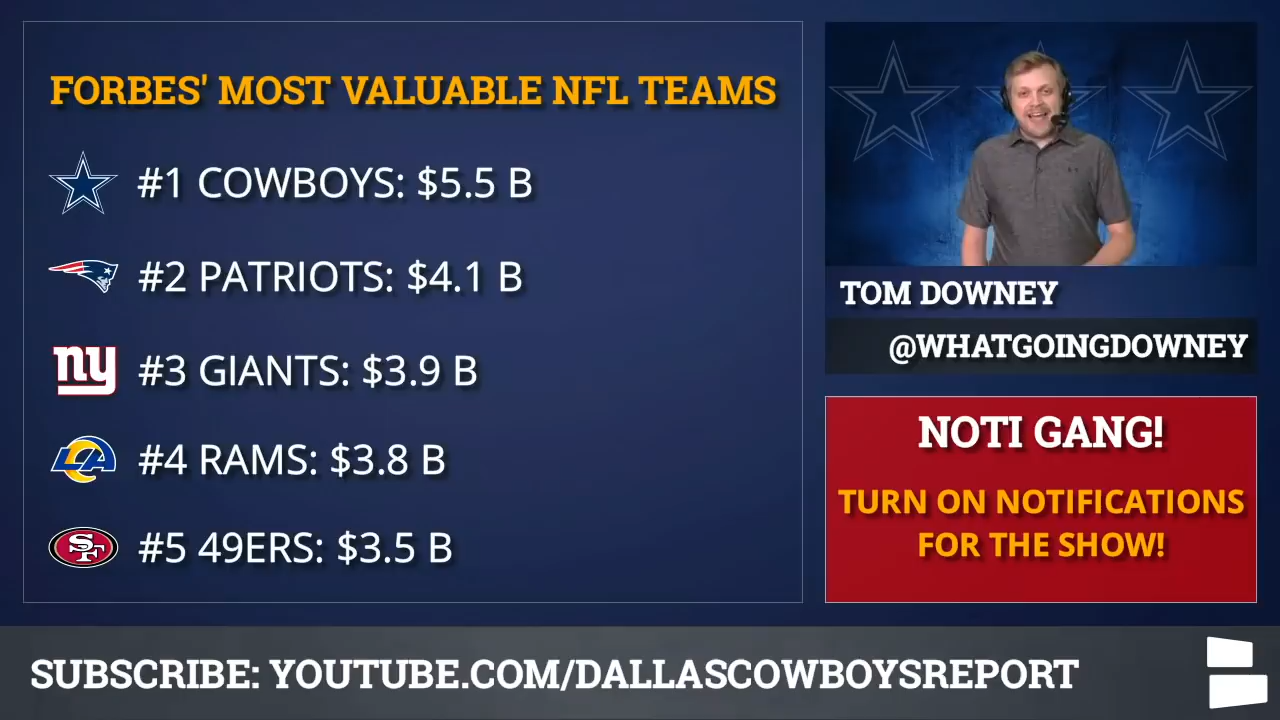 FORBES' MOST VALUABLE NFL TEAMS
#1 COWBOYS: $5.5 B
#2 PATRIOTS: $4.1 B
ny
#3 GIANTS: $3.9 B
LA
#4 RAMS: $3.8 B
SF
#5 49ERS: $3.5 B
TOM DOWNEY
@WHATGOINGDOWNEY
NOTI GANG!
TURN ON NOTIFICATIONS
FOR THE SHOW!
SUBSCRIBE: YOUTUBE.COM/DALLASCOWBOYSREPORT